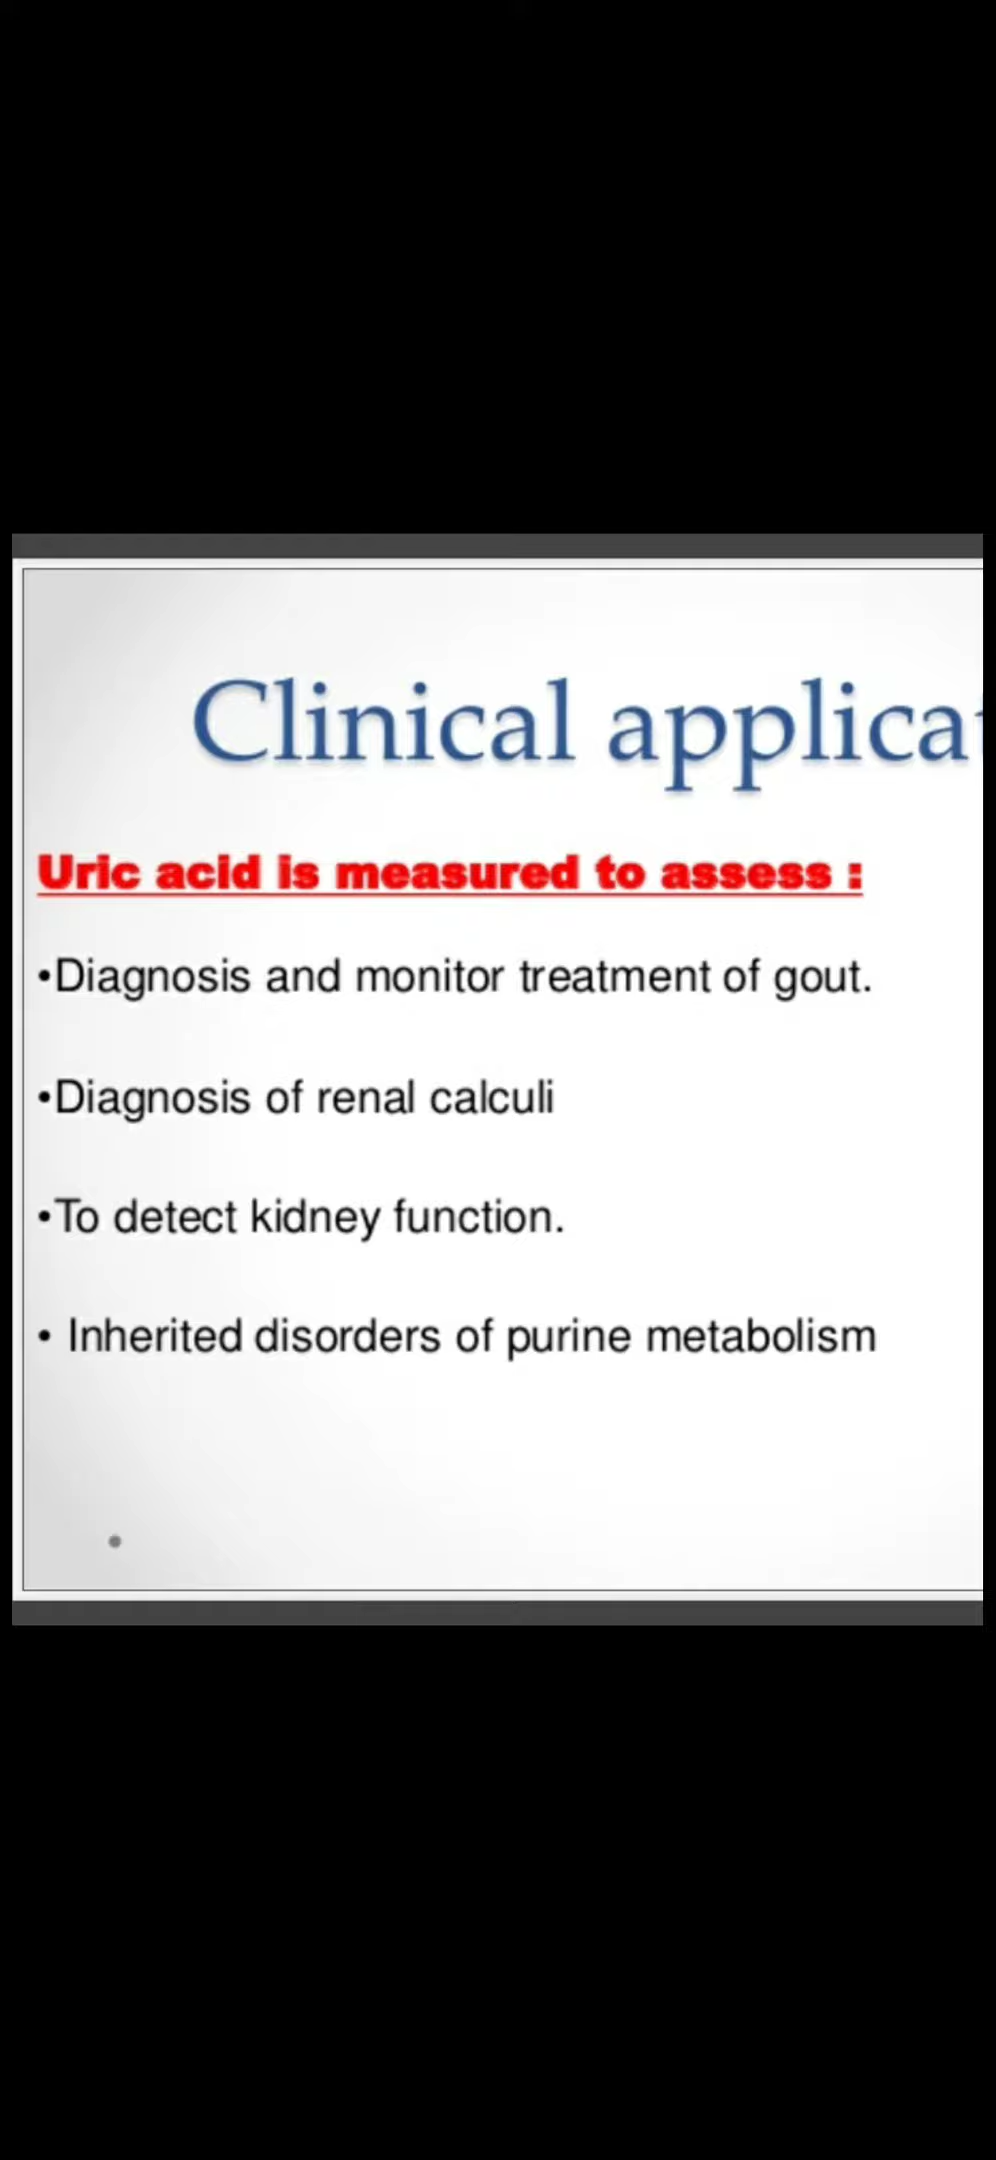 Clinical applica
Uric acid is measured to assess :
•Diagnosis and monitor treatment of gout.
•Diagnosis of renal calculi
•To detect kidney function.
• Inherited disorders of purine metabolism